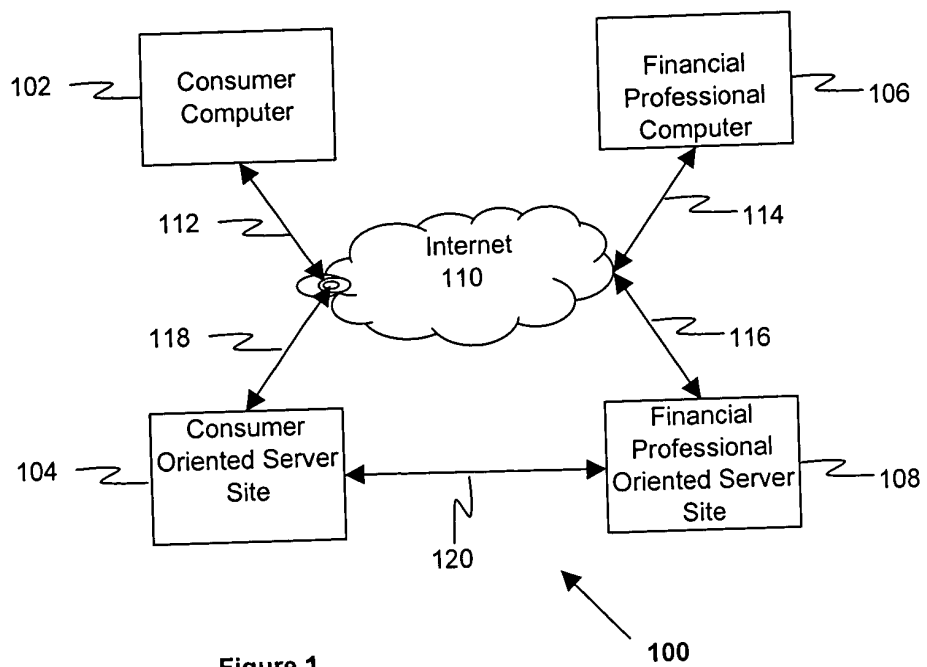 102
Consumer
Computer
Financial
Professional
Computer
106
112
114
Internet
110
118
116
104
Consumer
Oriented Server
Site
Financial
Professional
Oriented Server
Site
108
120
100
Figure 1